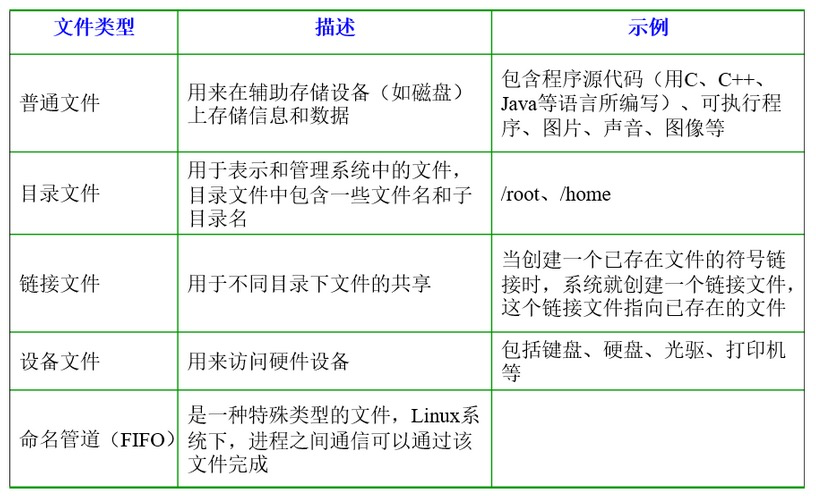 文件类型
描述
示例
普通文件
用来在辅助存储设备（如磁盘）
上存储信息和数据
包含程序源代码（用C、C++、
Java等语言所编写）、可执行程
序、图片、声音、图像等
目录文件
用于表示和管理系统中的文件，
目录文件中包含一些文件名和子
目录名
/root、/home
链接文件
用于不同目录下文件的共享
当创建一个已存在文件的符号链
接时，系统就创建一个链接文件，
这个链接文件指向已存在的文件
设备文件
用来访问硬件设备
包括键盘、硬盘、光驱、打印机
等
命名管道（FIFO）
是一种特殊类型的文件，Linux系
统下，进程之间通信可以通过该
文件完成